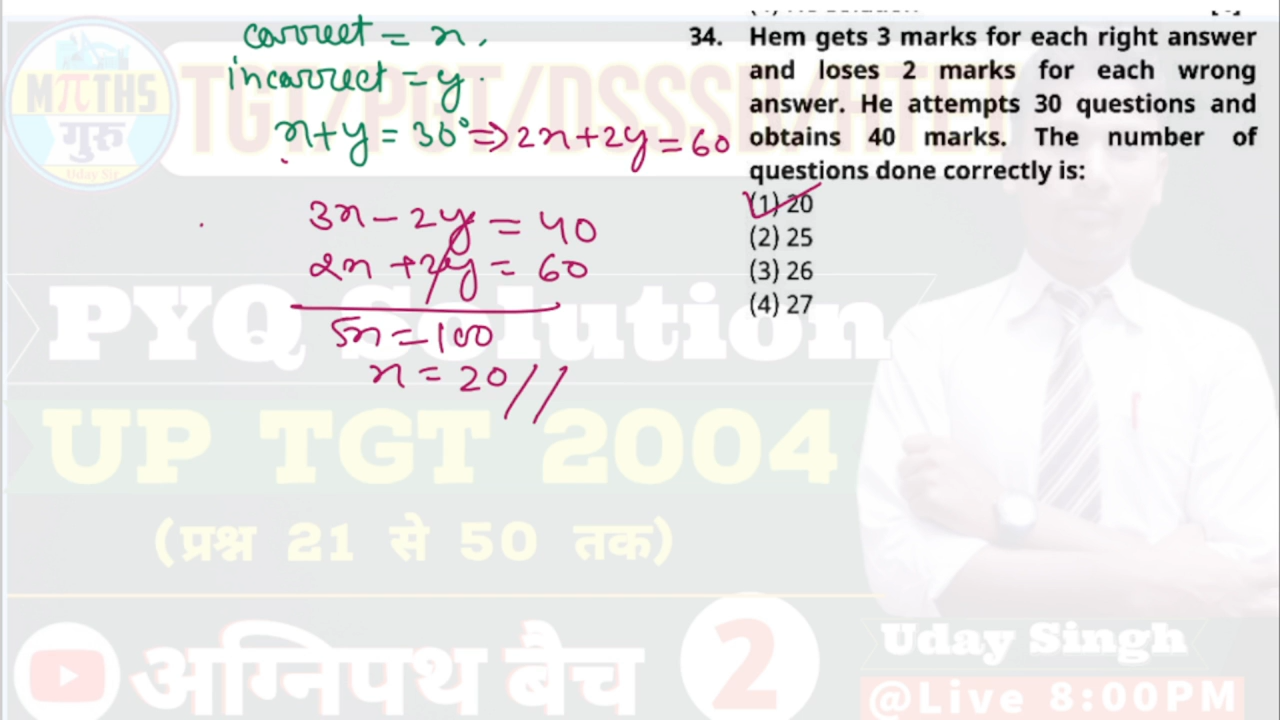 correct = x.
incorrect = y.
x+y = 30 ⇒ 2x+2y = 60
3x - 2y = 40
2x + 2y = 60
5x = 100
x = 20 //
34. Hem gets 3 marks for each right answer
and loses 2 marks for each wrong
answer. He attempts 30 questions and
obtains 40 marks. The number of
questions done correctly is:
(1) 20
(2) 25
(3) 26
(4) 27
MπTHS
गुरु
Uday Sir
TGT/PGT/DSSSB/
PYQ Solution
UP TGT 2004
(प्रश्न 21 से 50 तक)
अग्निपथ बैच 2
Uday Singh
@Live 8:00PM